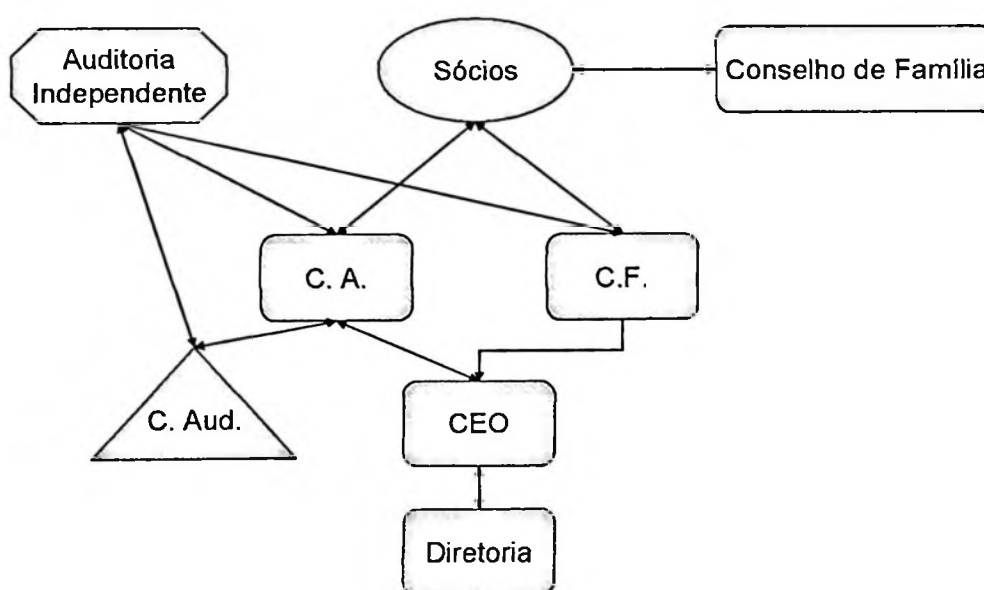 Auditoria
Independente
Sócios
Conselho de Família
C. A.
C.F.
C. Aud.
CEO
Diretoria